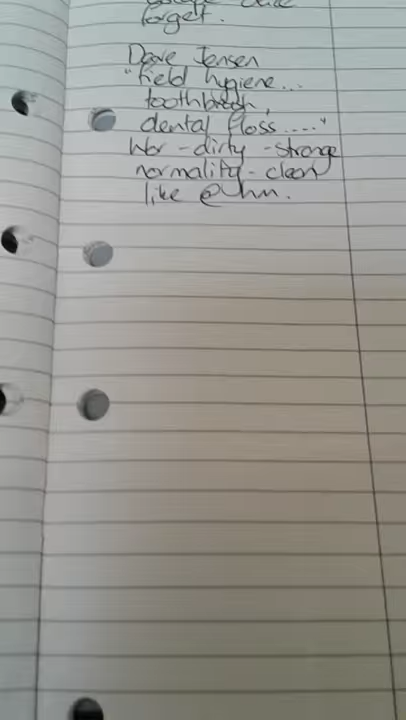 forget.
Dave Jensen
"field hygiene...
toothbrush,
dental floss....."
War - dirty - strange
normality - clean
like @ hm.